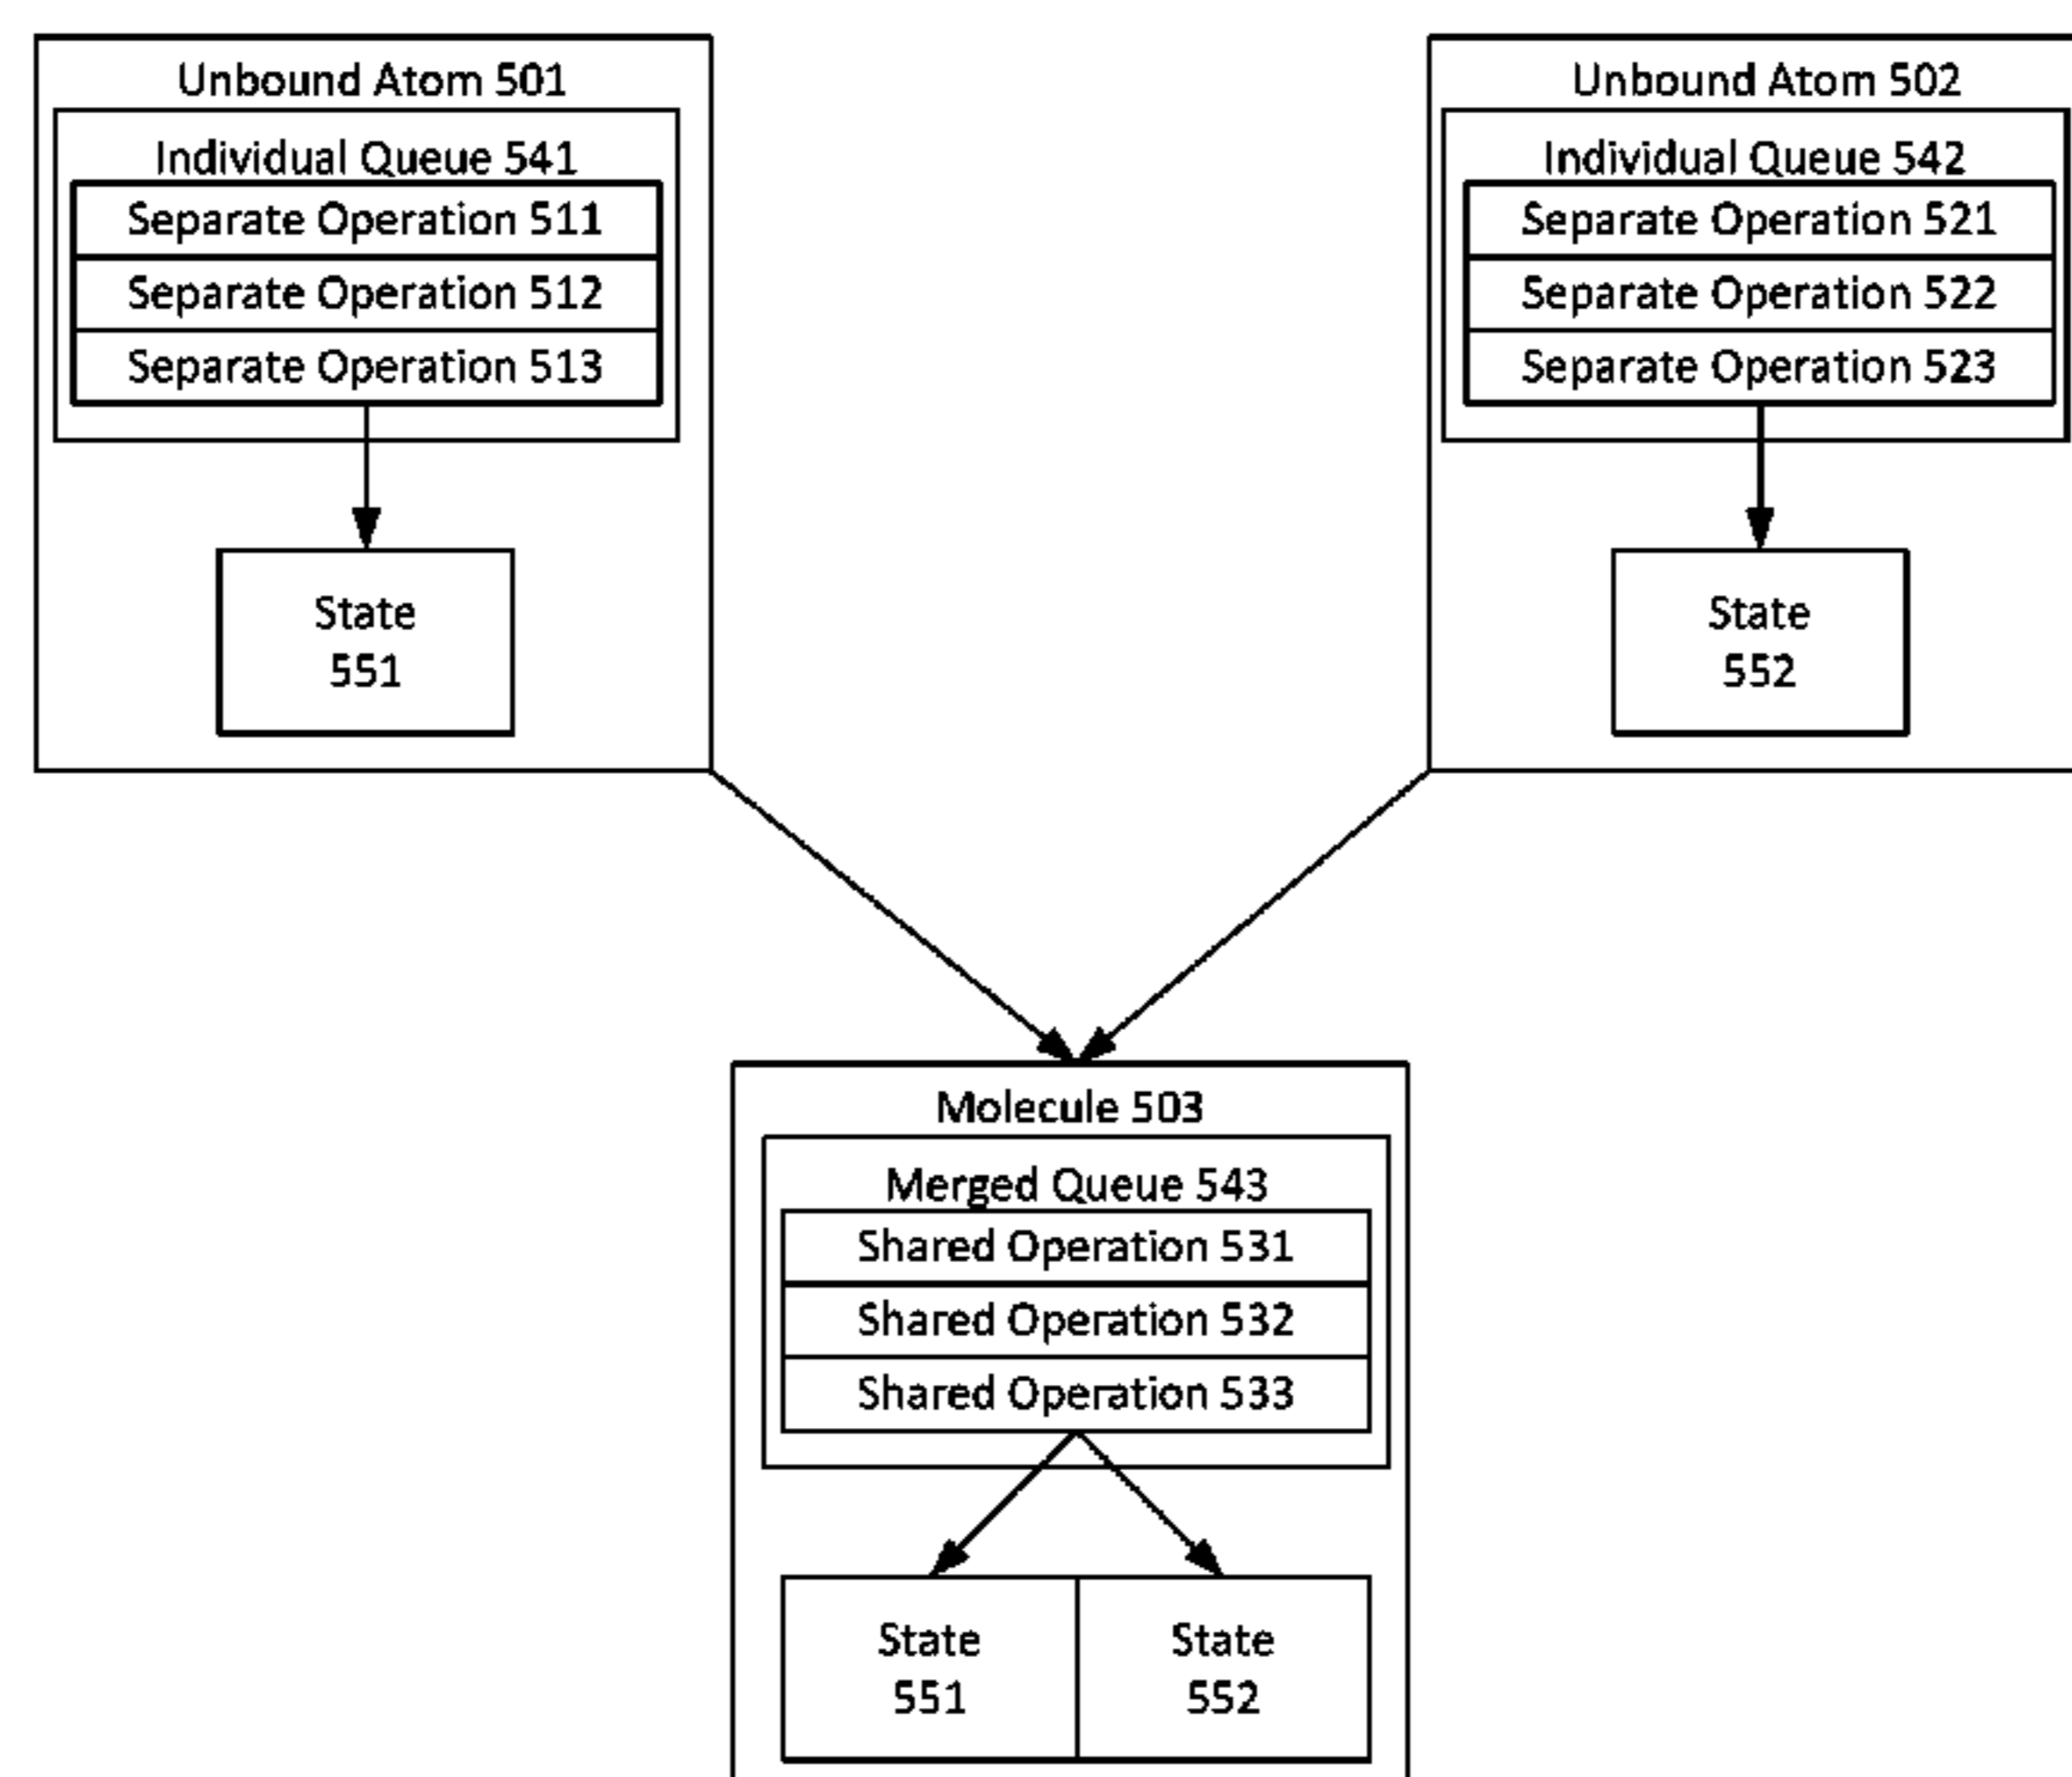 Unbound Atom 501
Individual Queue 541
Separate Operation 511
Separate Operation 512
Separate Operation 513
State
551
Unbound Atom 502
Individual Queue 542
Separate Operation 521
Separate Operation 522
Separate Operation 523
State
552
Molecule 503
Merged Queue 543
Shared Operation 531
Shared Operation 532
Shared Operation 533
State
551
State
552